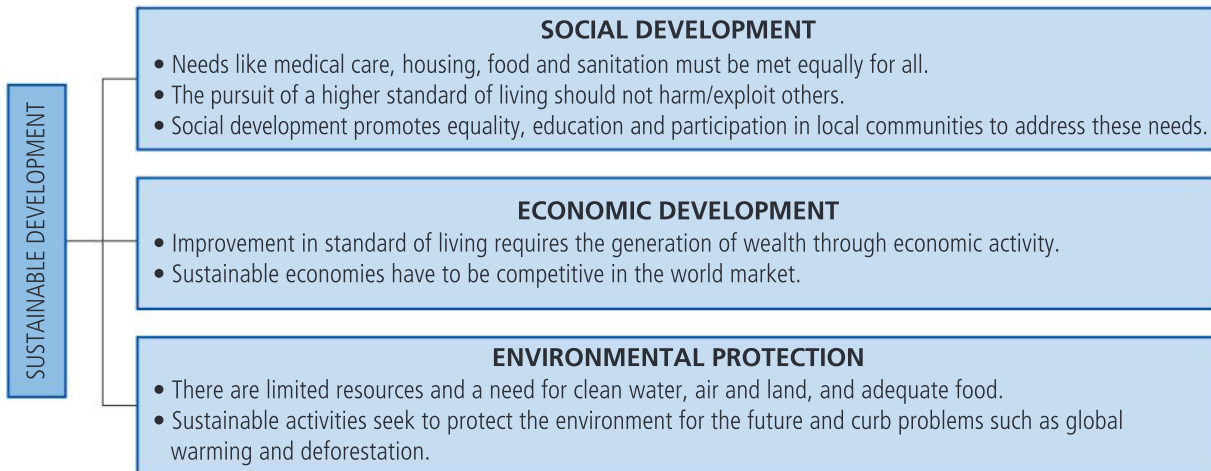 SUSTAINABLE DEVELOPMENT
SOCIAL DEVELOPMENT
• Needs like medical care, housing, food and sanitation must be met equally for all.
• The pursuit of a higher standard of living should not harm/exploit others.
• Social development promotes equality, education and participation in local communities to address these needs.
ECONOMIC DEVELOPMENT
• Improvement in standard of living requires the generation of wealth through economic activity.
• Sustainable economies have to be competitive in the world market.
ENVIRONMENTAL PROTECTION
• There are limited resources and a need for clean water, air and land, and adequate food.
• Sustainable activities seek to protect the environment for the future and curb problems such as global
warming and deforestation.